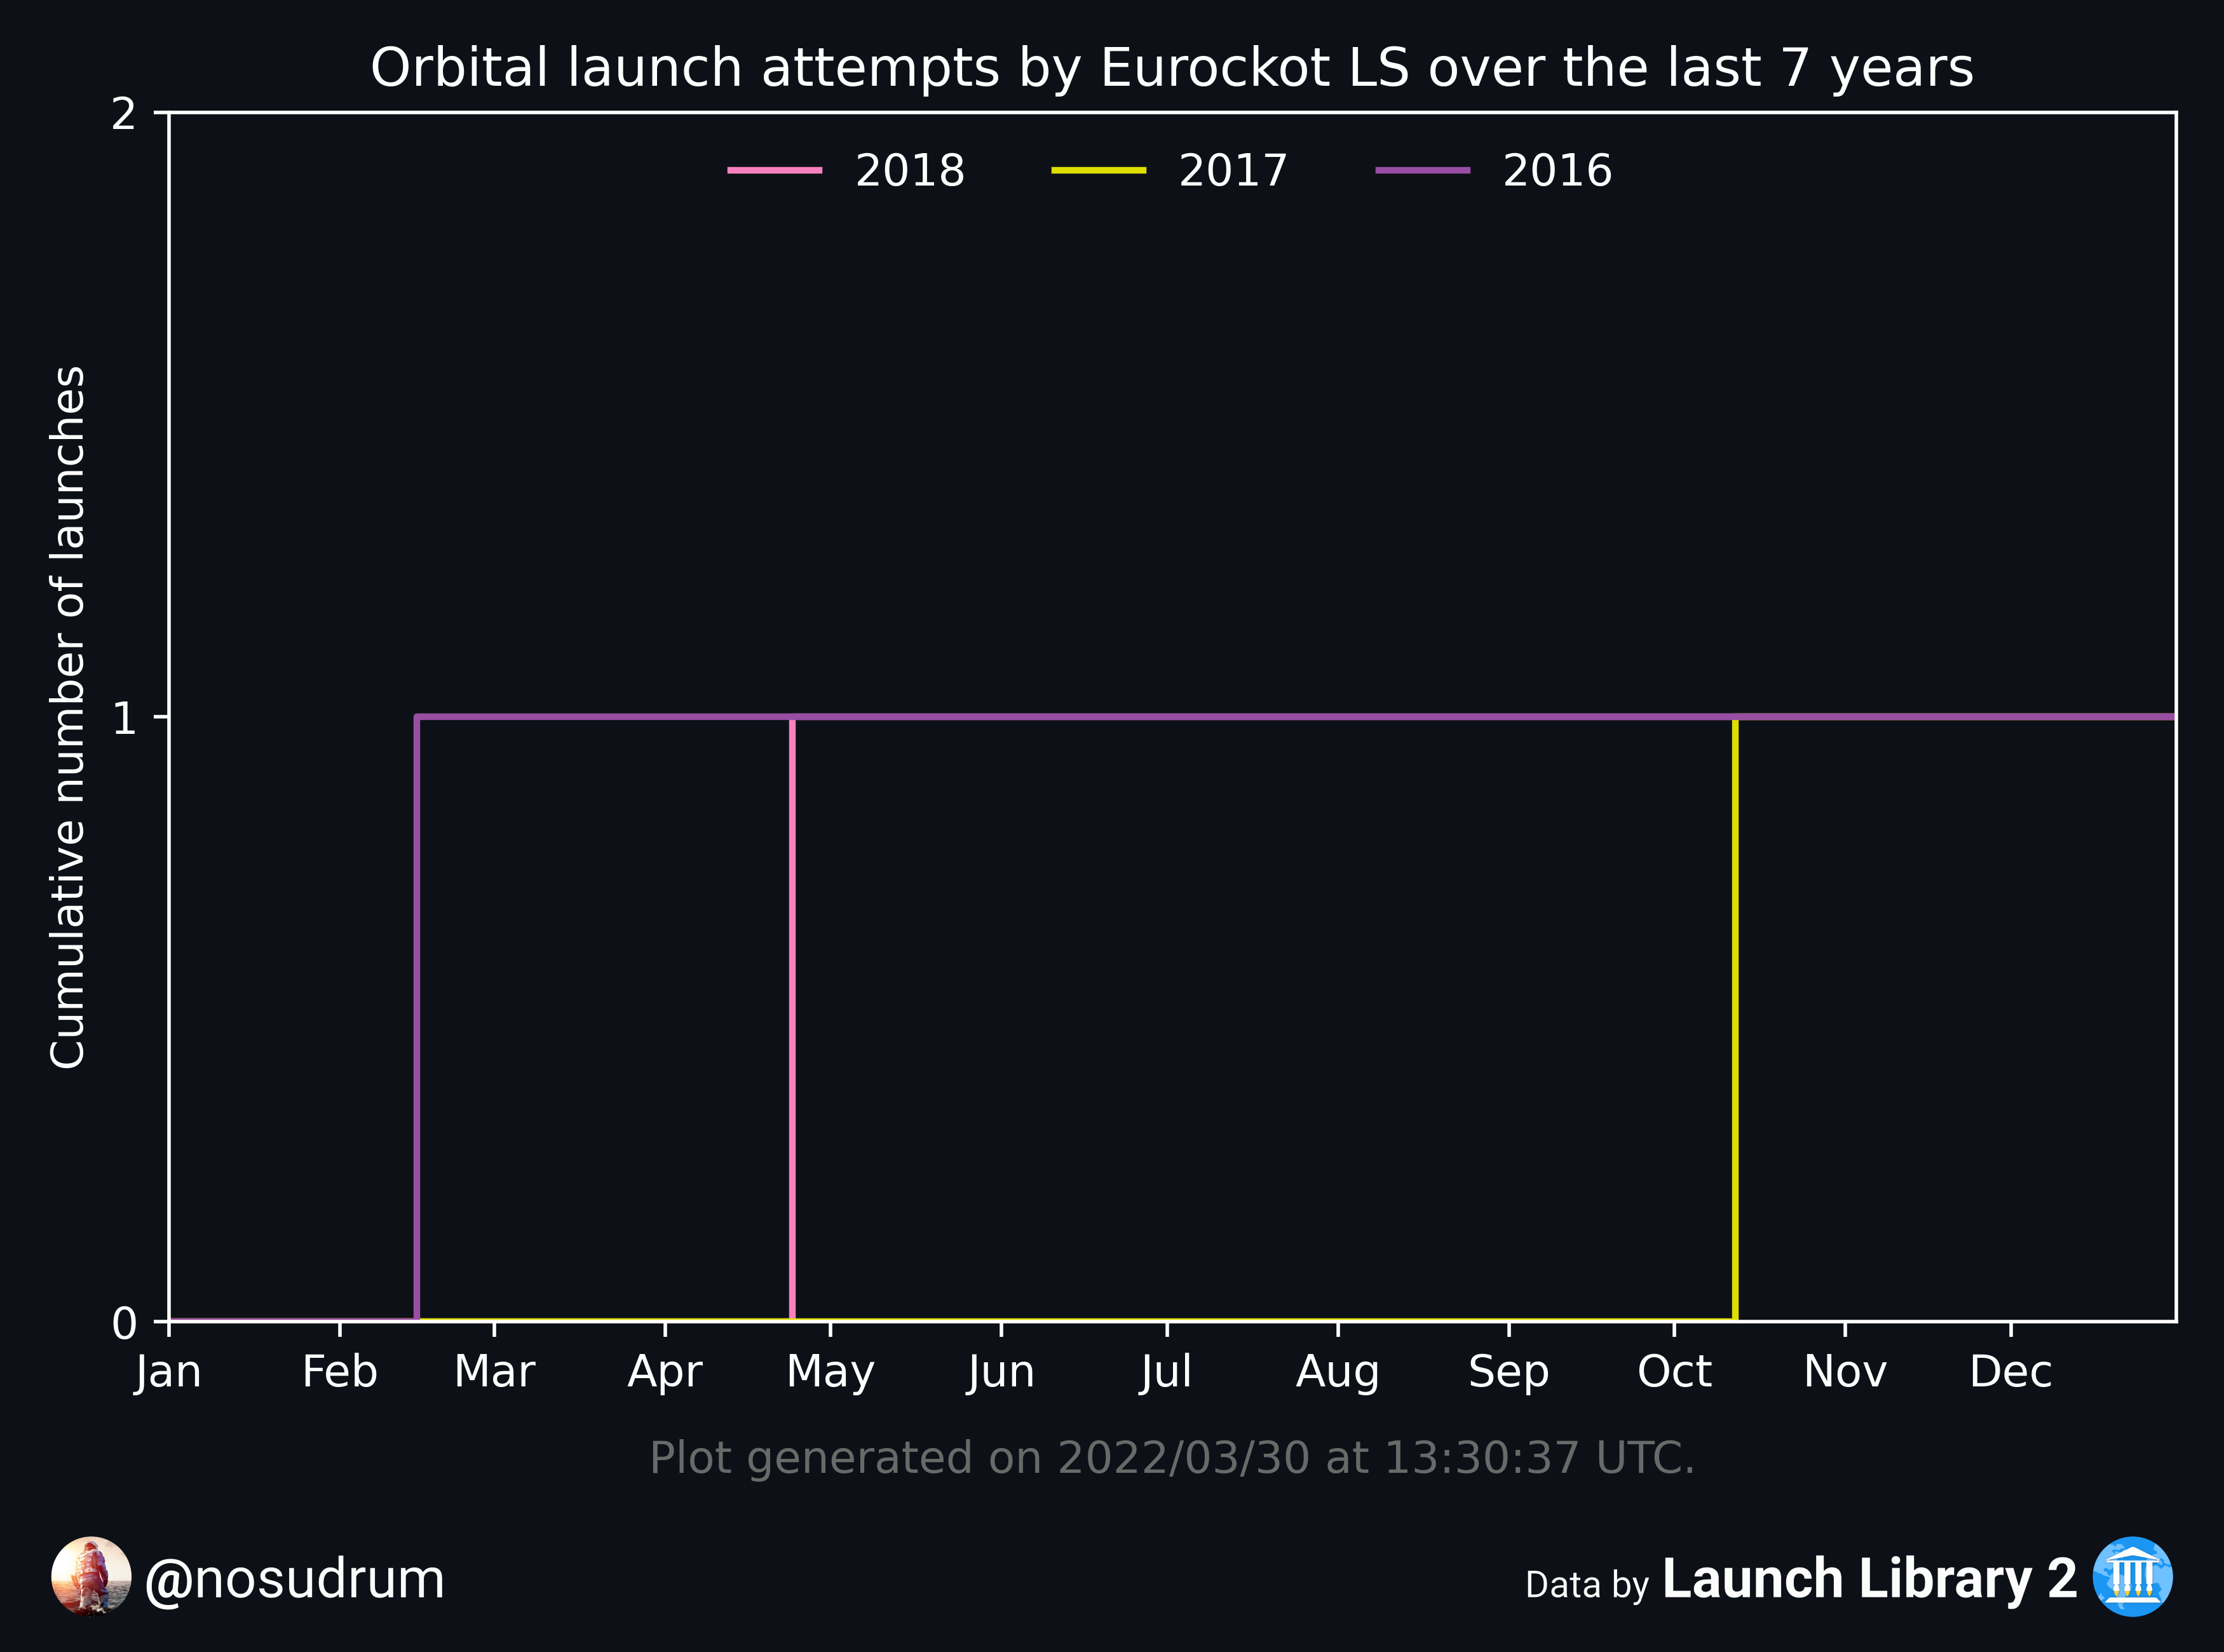 Orbital launch attempts by Eurockot LS over the last 7 years
2018 2017 2016
Cumulative number of launches
2
1
0
Jan Feb Mar Apr May Jun Jul Aug Sep Oct Nov Dec
Plot generated on 2022/03/30 at 13:30:37 UTC.
@nosudrum
Data by Launch Library 2